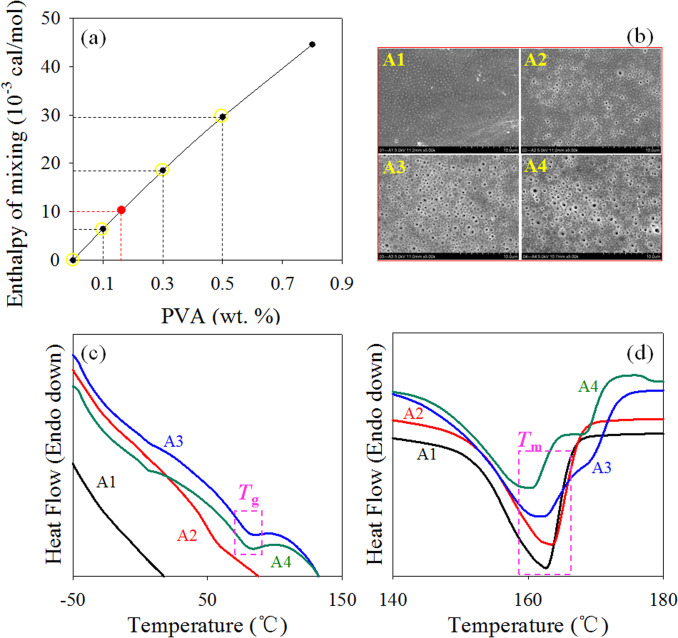 50
(a)
40
30
20
10
0
Enthalpy of mixing (10⁻³ cal/mol)
0.1 0.3 0.5 0.7 0.9
PVA (wt. %)
(b)
A1
A2
A3
A4
(c)
Heat Flow (Endo down)
A1
A2
A3
A4
Tg
-50 50 150
Temperature (℃)
(d)
Heat Flow (Endo down)
A4
A2
A1
A3
Tm
140 160 180
Temperature (℃)